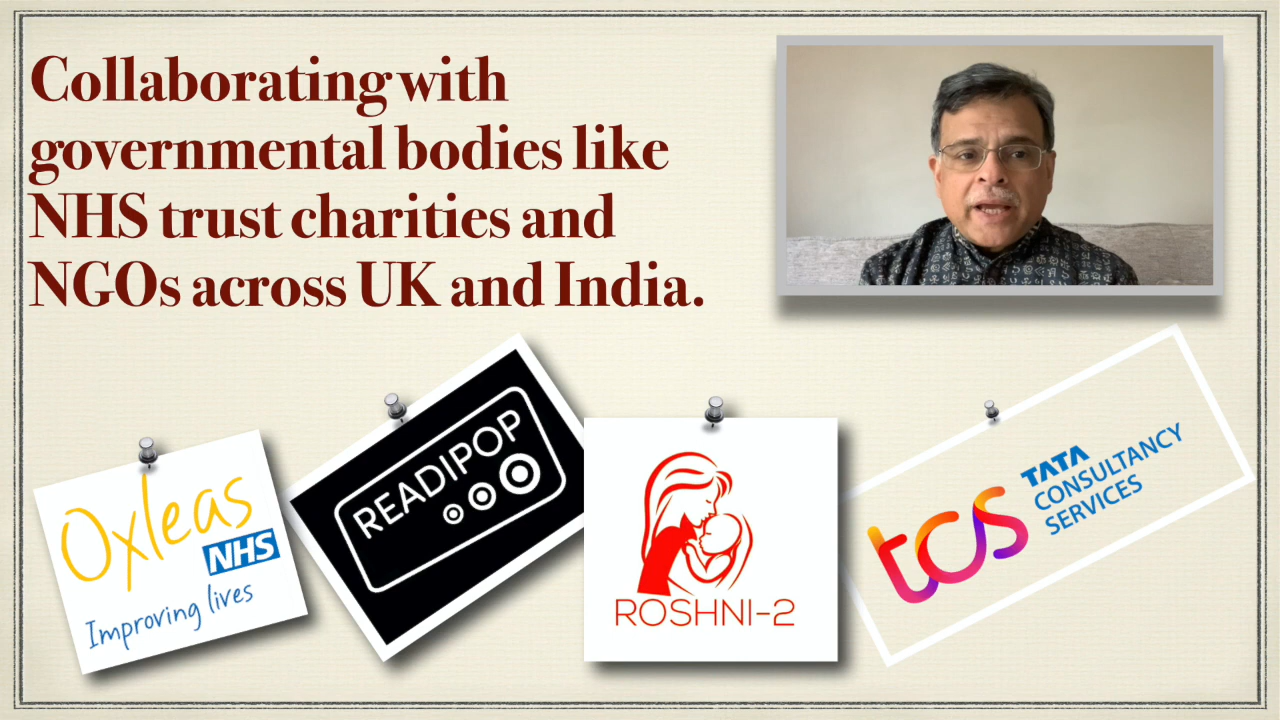 Collaborating with
governmental bodies like
NHS trust charities and
NGOs across UK and India.
Oxleas
NHS
Improving lives
READIPOP
ROSHNI-2
tcs
TATA
CONSULTANCY
SERVICES